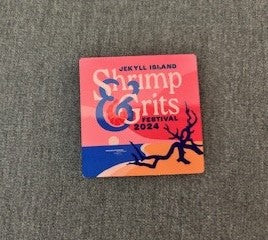 JEKYLL ISLAND
Shrimp
& Grits
FESTIVAL
2024